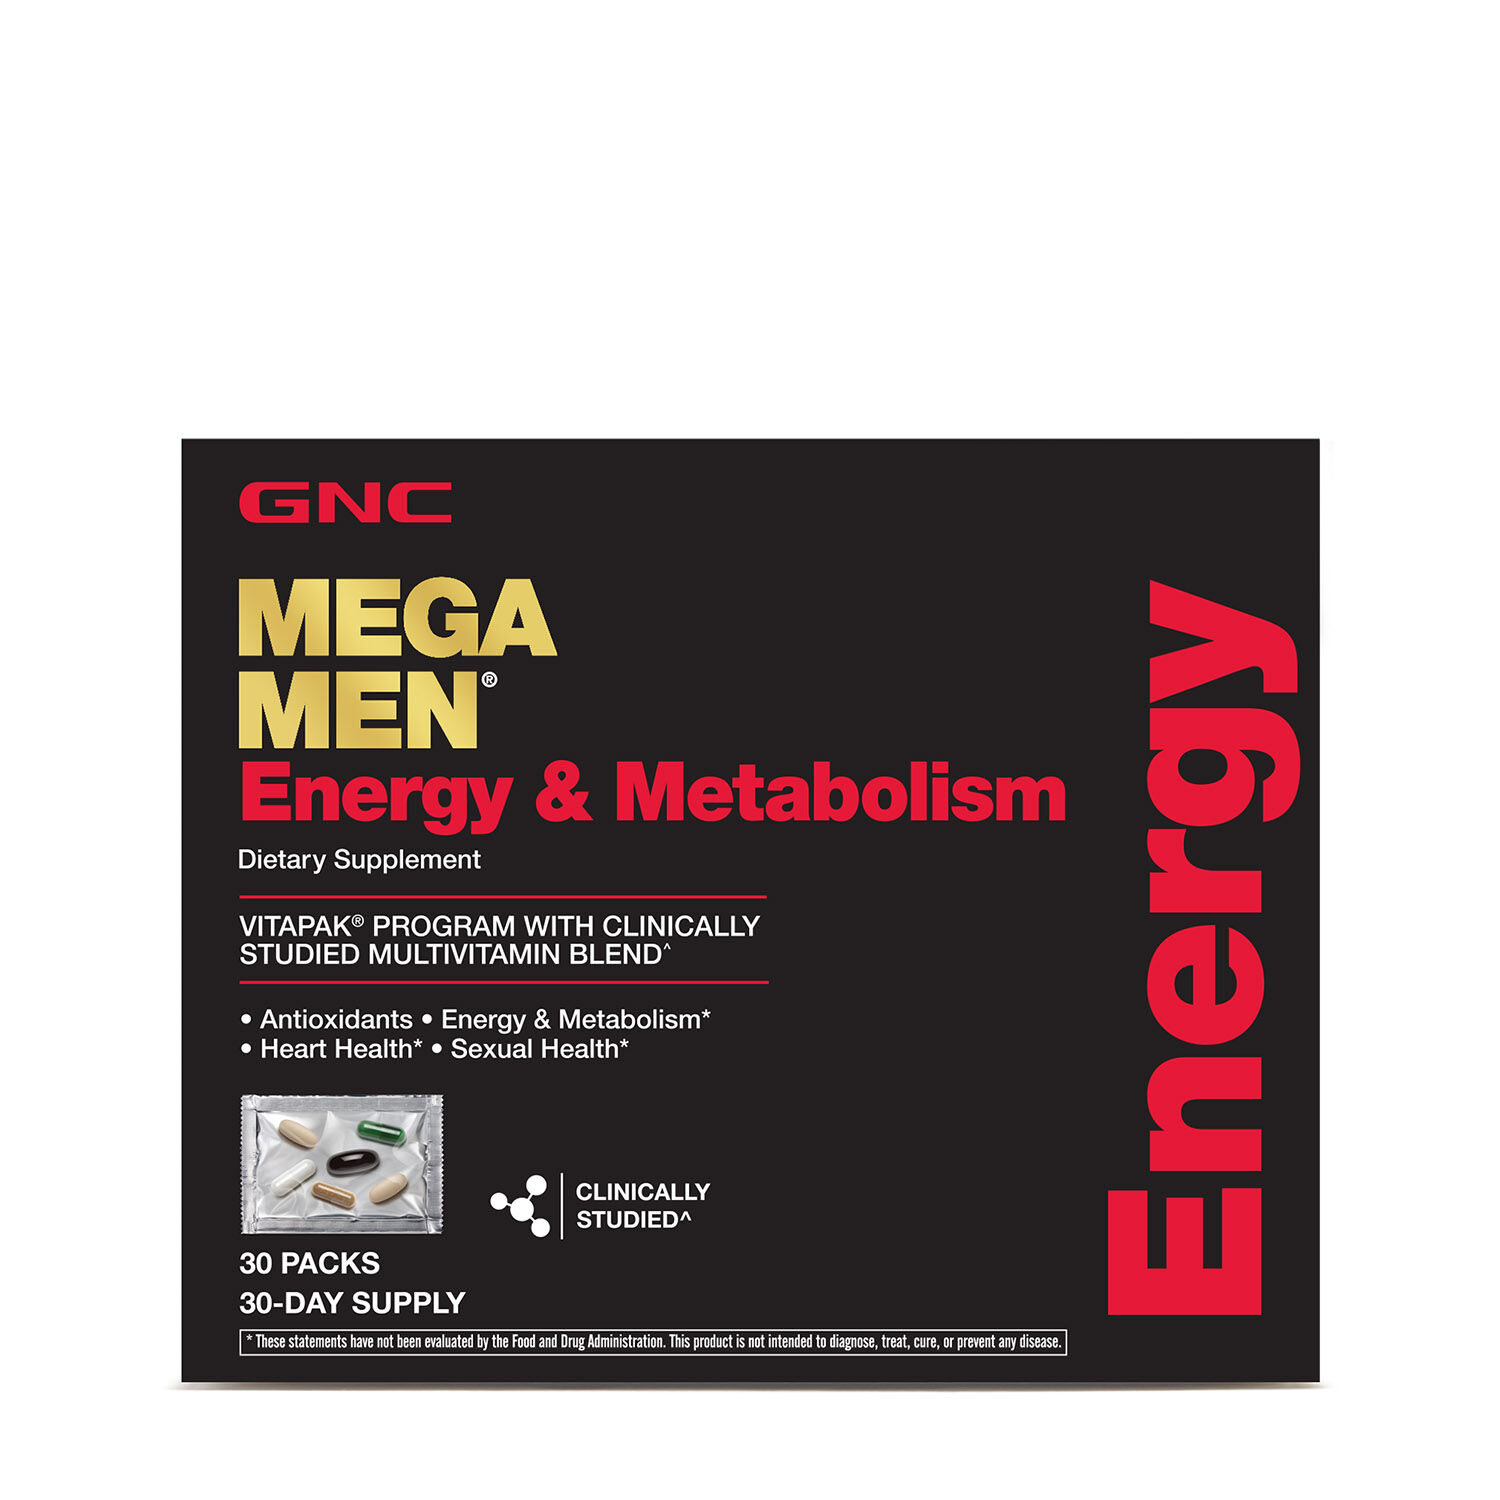 GNC
MEGA
MEN®
Energy & Metabolism
Dietary Supplement
VITAPAK® PROGRAM WITH CLINICALLY
STUDIED MULTIVITAMIN BLEND^
• Antioxidants • Energy & Metabolism*
• Heart Health* • Sexual Health*
CLINICALLY
STUDIED^
30 PACKS
30-DAY SUPPLY
* These statements have not been evaluated by the Food and Drug Administration. This product is not intended to diagnose, treat, cure, or prevent any disease.
Energy